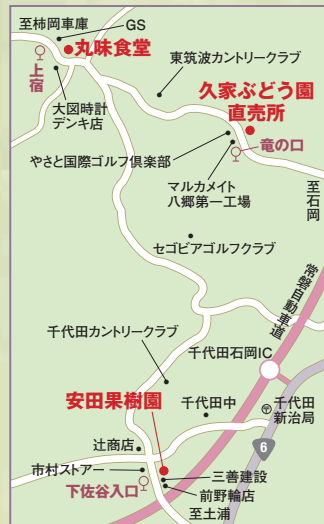 至柿岡車庫
GS
丸味食堂
上宿
大図時計
デンキ店
東筑波カントリークラブ
久家ぶどう園
直売所
やさと国際ゴルフ倶楽部
竜の口
マルカメイト
八郷第一工場
至石岡
セゴビアゴルフクラブ
常磐自動車道
千代田カントリークラブ
千代田石岡IC
安田果樹園
千代田中
千代田
新治局
辻商店
6
市村ストアー
三善建設
下佐谷入口
前野輪店
至土浦